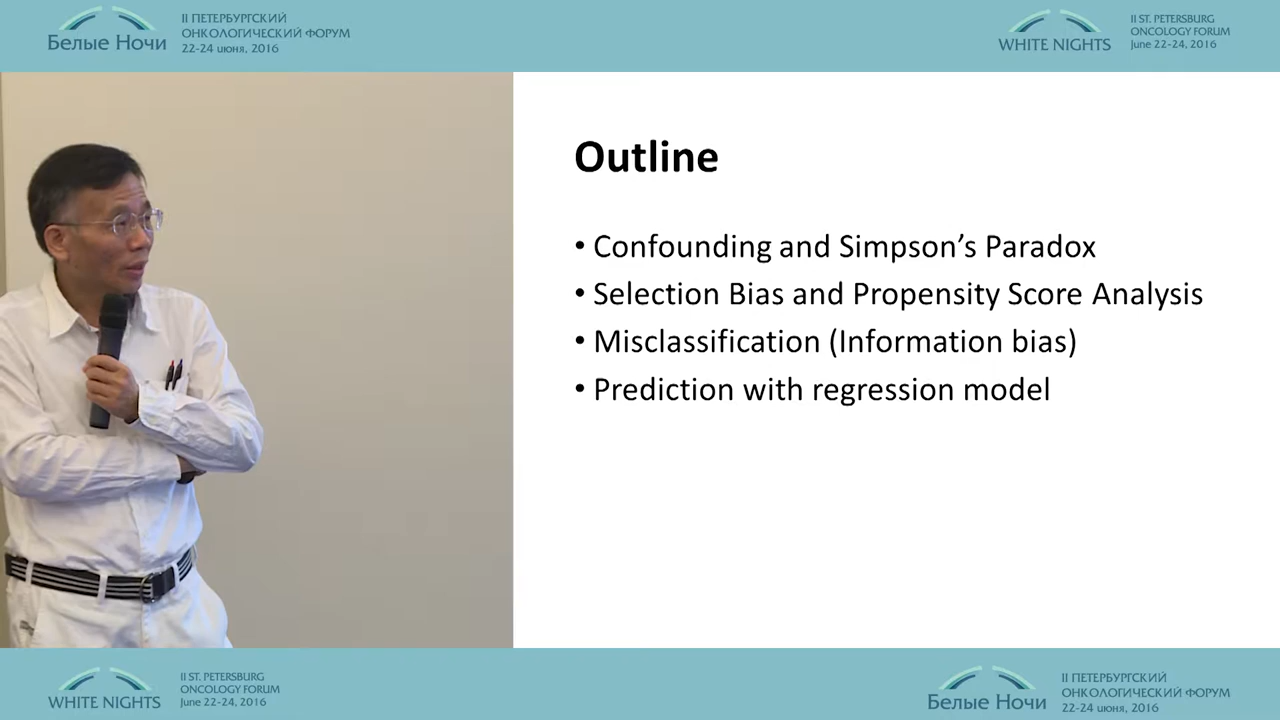 Белые Ночи
II ПЕТЕРБУРГСКИЙ
ОНКОЛОГИЧЕСКИЙ ФОРУМ
22-24 июня, 2016
WHITE NIGHTS
II ST. PETERSBURG
ONCOLOGY FORUM
June 22-24, 2016
Outline
• Confounding and Simpson’s Paradox
• Selection Bias and Propensity Score Analysis
• Misclassification (Information bias)
• Prediction with regression model
WHITE NIGHTS
II ST. PETERSBURG
ONCOLOGY FORUM
June 22-24, 2016
Белые Ночи
II ПЕТЕРБУРГСКИЙ
ОНКОЛОГИЧЕСКИЙ ФОРУМ
22-24 июня, 2016